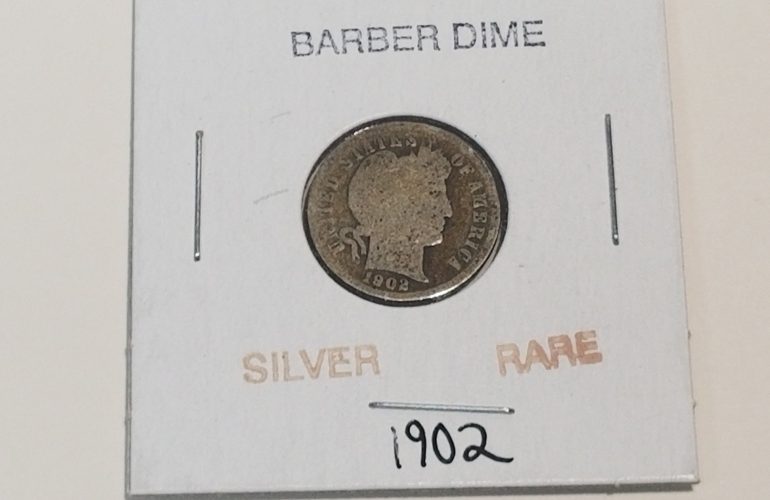 BARBER DIME
UNITED STATES OF AMERICA
1902
SILVER RARE
1902